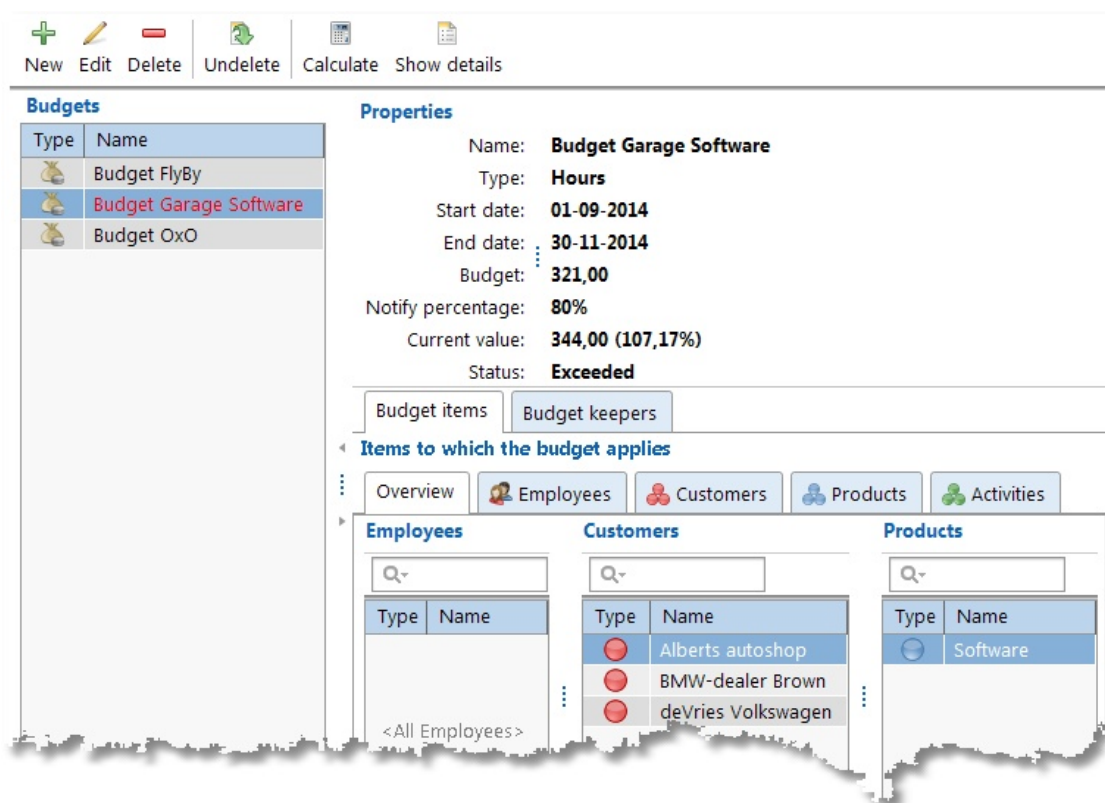 New Edit Delete Undelete Calculate Show details
Budgets
Type Name
Budget FlyBy
Budget Garage Software
Budget OxO
Properties
Name: Budget Garage Software
Type: Hours
Start date: 01-09-2014
End date: 30-11-2014
Budget: 321,00
Notify percentage: 80%
Current value: 344,00 (107,17%)
Status: Exceeded
Budget items Budget keepers
Items to which the budget applies
Overview Employees Customers Products Activities
Employees Customers Products
Type Name Type Name Type Name
Alberts autoshop Software
BMW-dealer Brown
deVries Volkswagen
<All Employees>